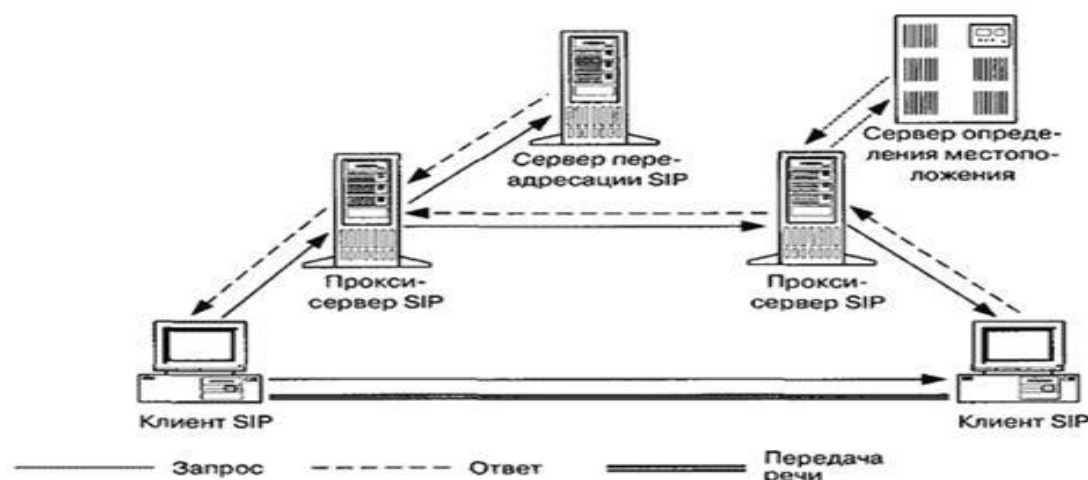 Сервер пере-
адресации SIP
Сервер опреде-
ления местопо-
ложения
Прокси-
сервер SIP
Прокси-
сервер SIP
Клиент SIP
Клиент SIP
Запрос
Ответ
Передача
речи